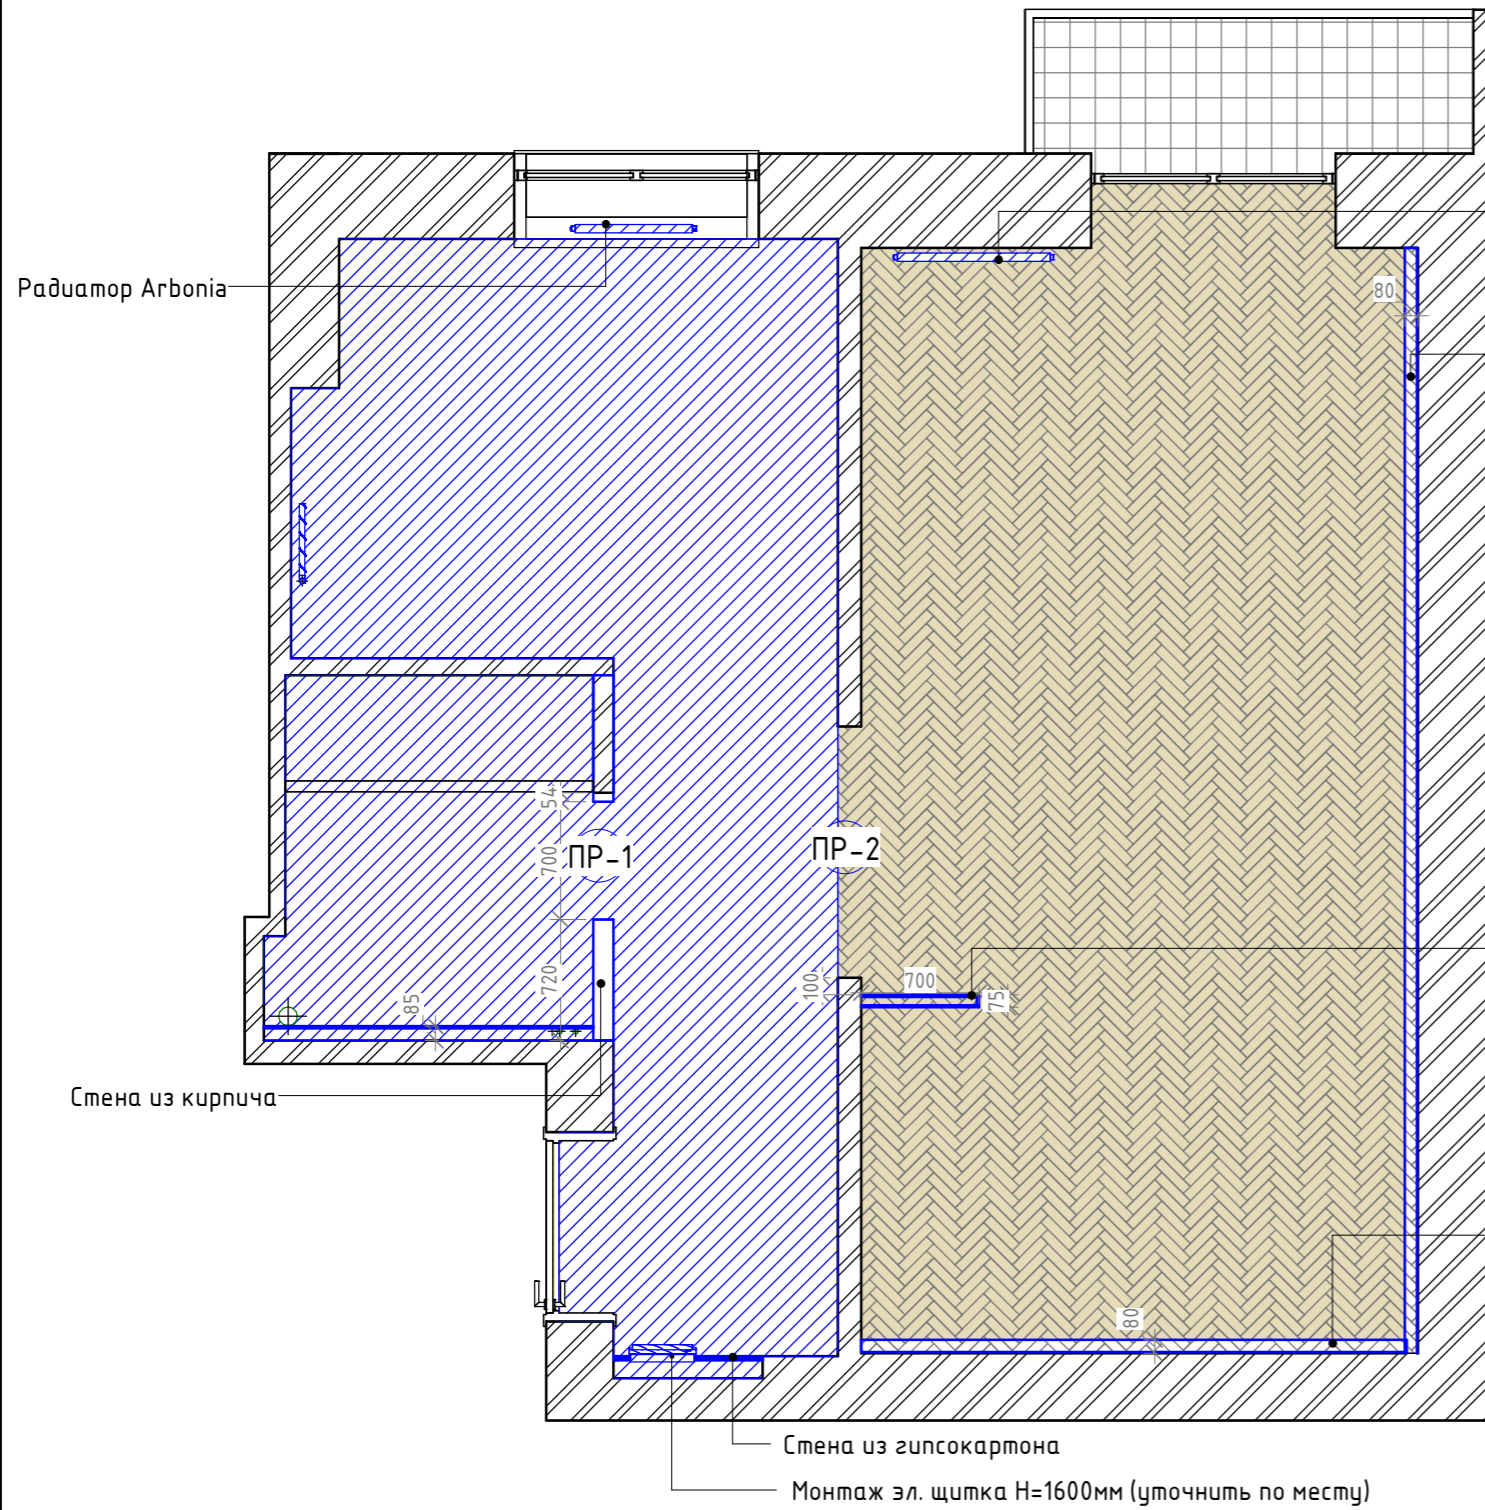 80
Радиатор Arbonia
54
700
ПР-1
ПР-2
720
100
700
75
85
Стена из кирпича
80
Стена из гипсокартона
Монтаж эл. щитка Н=1600мм (уточнить по месту)